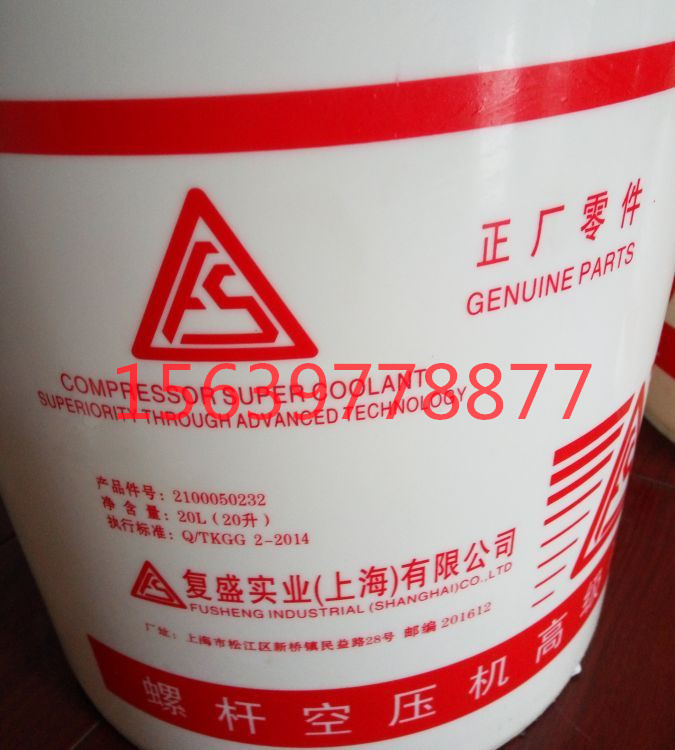 FS
正厂零件
GENUINE PARTS
COMPRESSOR SUPER-COOLANT
SUPERIORITY THROUGH ADVANCED TECHNOLOGY
15639778877
产品件号：2100050232
净含量：20L（20升）
执行标准：Q/TKGG 2-2014
FS 复盛实业(上海)有限公司
FUSHENG INDUSTRIAL (SHANGHAI)CO.,LTD
厂址：上海市松江区新桥镇民益路28号 邮编 201612
螺杆空压机高级